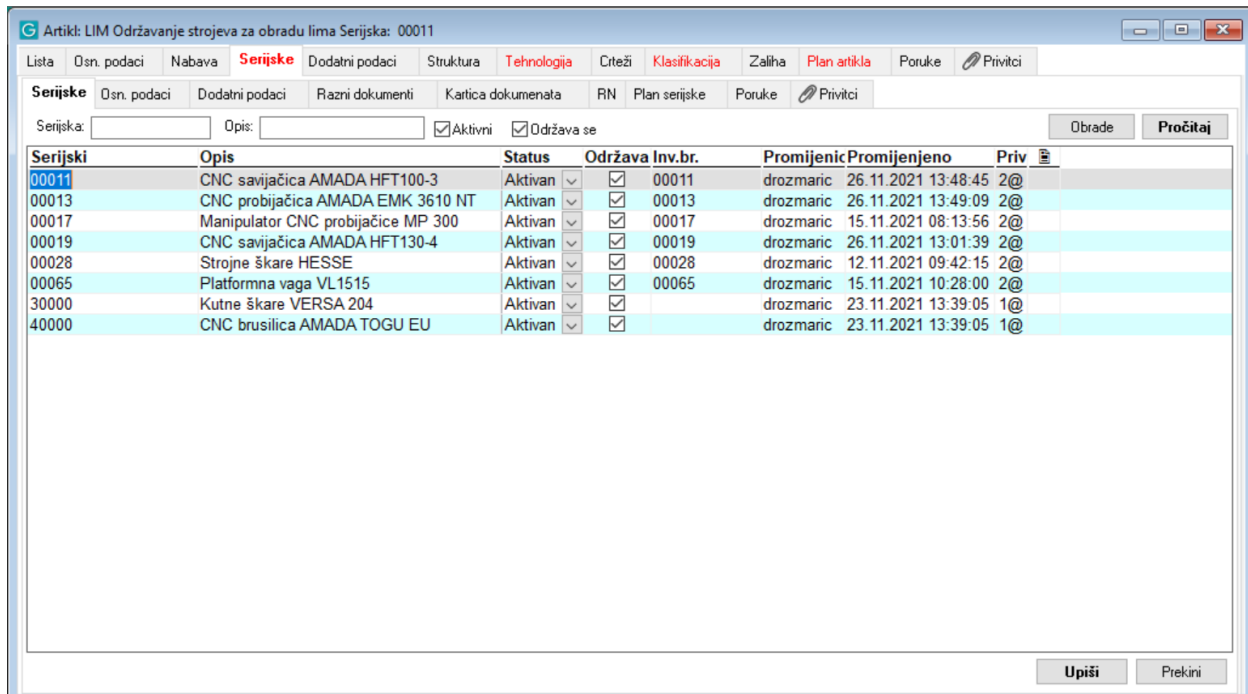 G Artikl: LIM Održavanje strojeva za obradu lima Serijska: 00011
Lista Osn. podaci Nabava Serijske Dodatni podaci Struktura Tehnologija Crteži Klasifikacija Zaliha Plan artikla Poruke Privitci
Serijske Osn. podaci Dodatni podaci Razni dokumenti Kartica dokumenata RN Plan serijske Poruke Privitci
Serijska: Opis: Aktivni Održava se Obrade Pročitaj
Serijski Opis Status Održava Inv.br. Promijenic Promijenjeno Priv
00011 CNC savijačica AMADA HFT100-3 Aktivan 00011 drozmaric 26.11.2021 13:48:45 2@
00013 CNC probijačica AMADA EMK 3610 NT Aktivan 00013 drozmaric 26.11.2021 13:49:09 2@
00017 Manipulator CNC probijačice MP 300 Aktivan 00017 drozmaric 15.11.2021 08:13:56 2@
00019 CNC savijačica AMADA HFT130-4 Aktivan 00019 drozmaric 26.11.2021 13:01:39 2@
00028 Strojne škare HESSE Aktivan 00028 drozmaric 12.11.2021 09:42:15 2@
00065 Platformna vaga VL1515 Aktivan 00065 drozmaric 15.11.2021 10:28:00 2@
30000 Kutne škare VERSA 204 Aktivan drozmaric 23.11.2021 13:39:05 1@
40000 CNC brusilica AMADA TOGU EU Aktivan drozmaric 23.11.2021 13:39:05 1@
Upiši Prekini